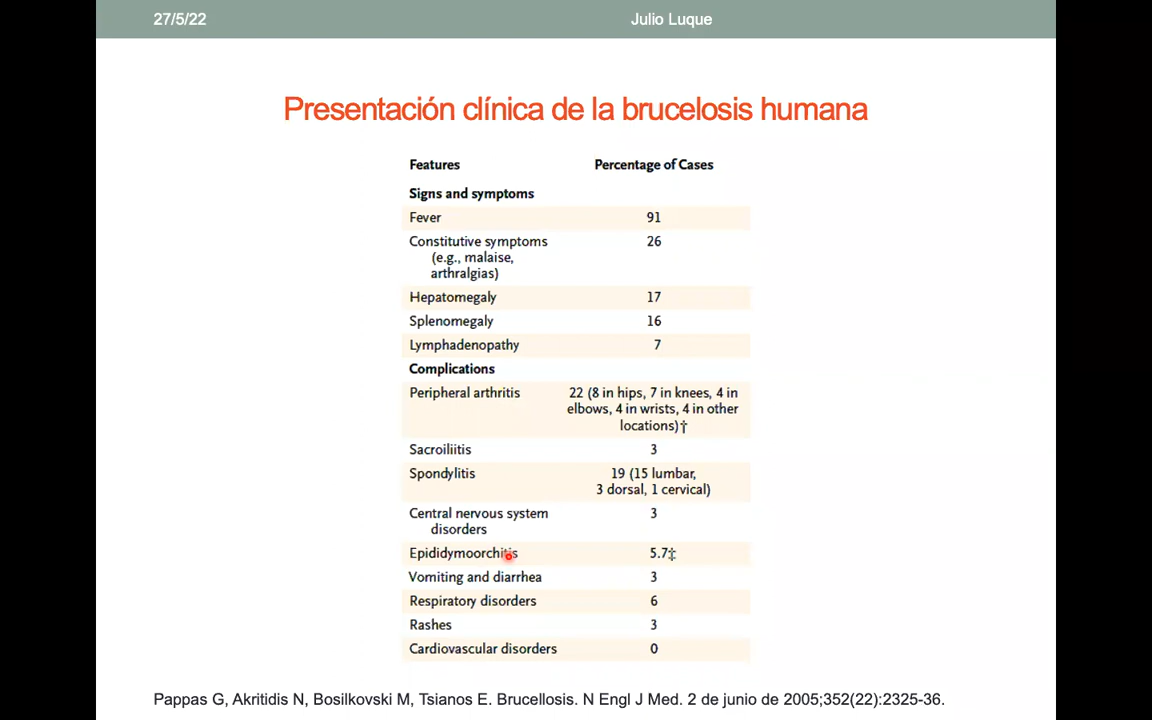 27/5/22 Julio Luque
Presentación clínica de la brucelosis humana
Features Percentage of Cases
Signs and symptoms
Fever 91
Constitutive symptoms 26
(e.g., malaise,
arthralgias)
Hepatomegaly 17
Splenomegaly 16
Lymphadenopathy 7
Complications
Peripheral arthritis 22 (8 in hips, 7 in knees, 4 in
elbows, 4 in wrists, 4 in other
locations)†
Sacroiliitis 3
Spondylitis 19 (15 lumbar,
3 dorsal, 1 cervical)
Central nervous system 3
disorders
Epididymoorchitis 5.7‡
Vomiting and diarrhea 3
Respiratory disorders 6
Rashes 3
Cardiovascular disorders 0
Pappas G, Akritidis N, Bosilkovski M, Tsianos E. Brucellosis. N Engl J Med. 2 de junio de 2005;352(22):2325-36.